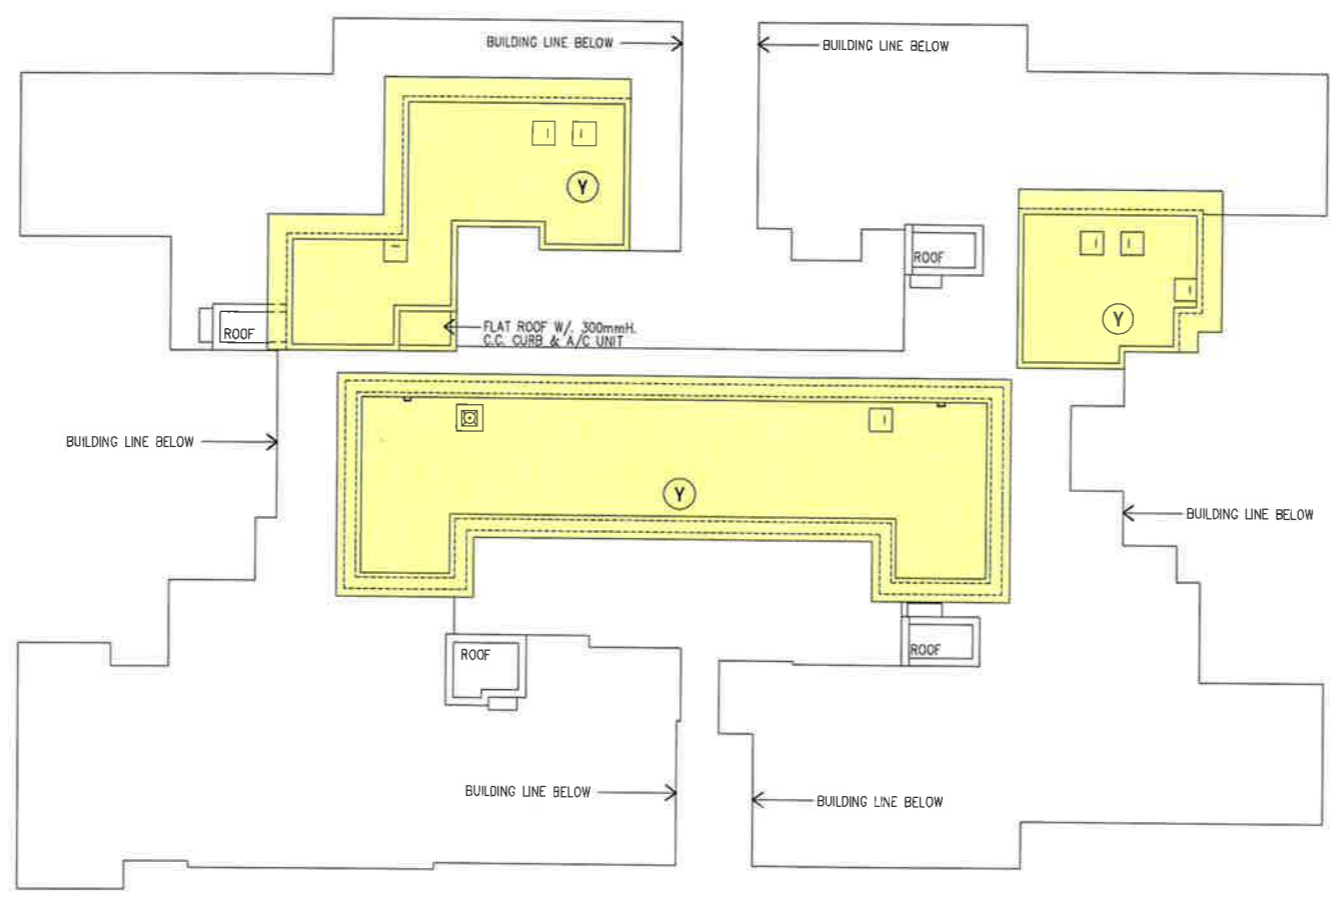 BUILDING LINE BELOW
BUILDING LINE BELOW
Y
ROOF
Y
ROOF
FLAT ROOF W/. 300mmH.
C.C. CURB & A/C UNIT
BUILDING LINE BELOW
Y
BUILDING LINE BELOW
ROOF
ROOF
BUILDING LINE BELOW
BUILDING LINE BELOW